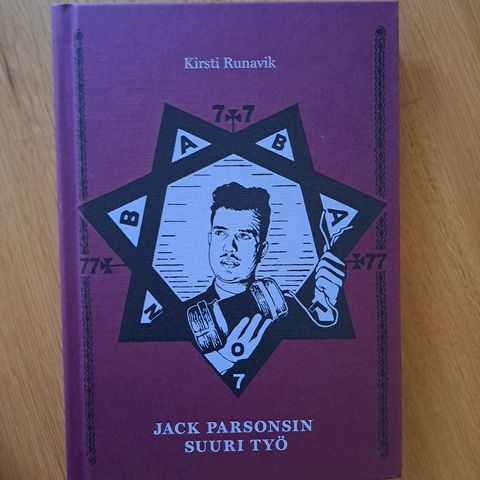 Kirsti Runavik
7 7
A B
B A
77 77
N L
O
7
JACK PARSONSIN
SUURI TYÖ